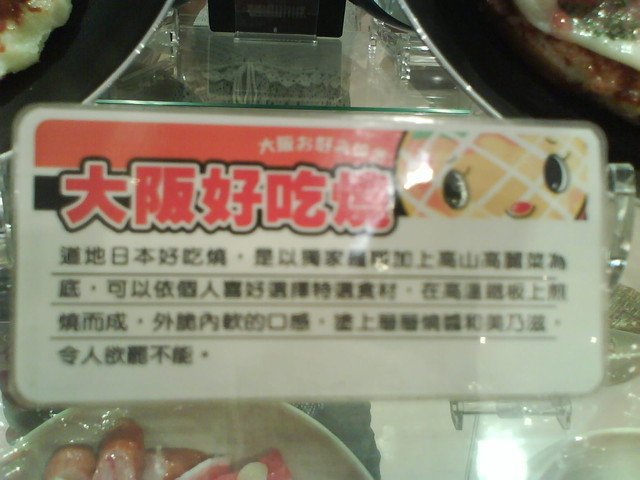 大阪お好み焼き
大阪好吃燒
道地日本好吃燒，是以獨家麵糊加上高山高麗菜為
底，可以依個人喜好選擇特選食材，在高溫鐵板上煎
燒而成，外脆內軟的口感，塗上層層燒醬和美乃滋，
令人欲罷不能。